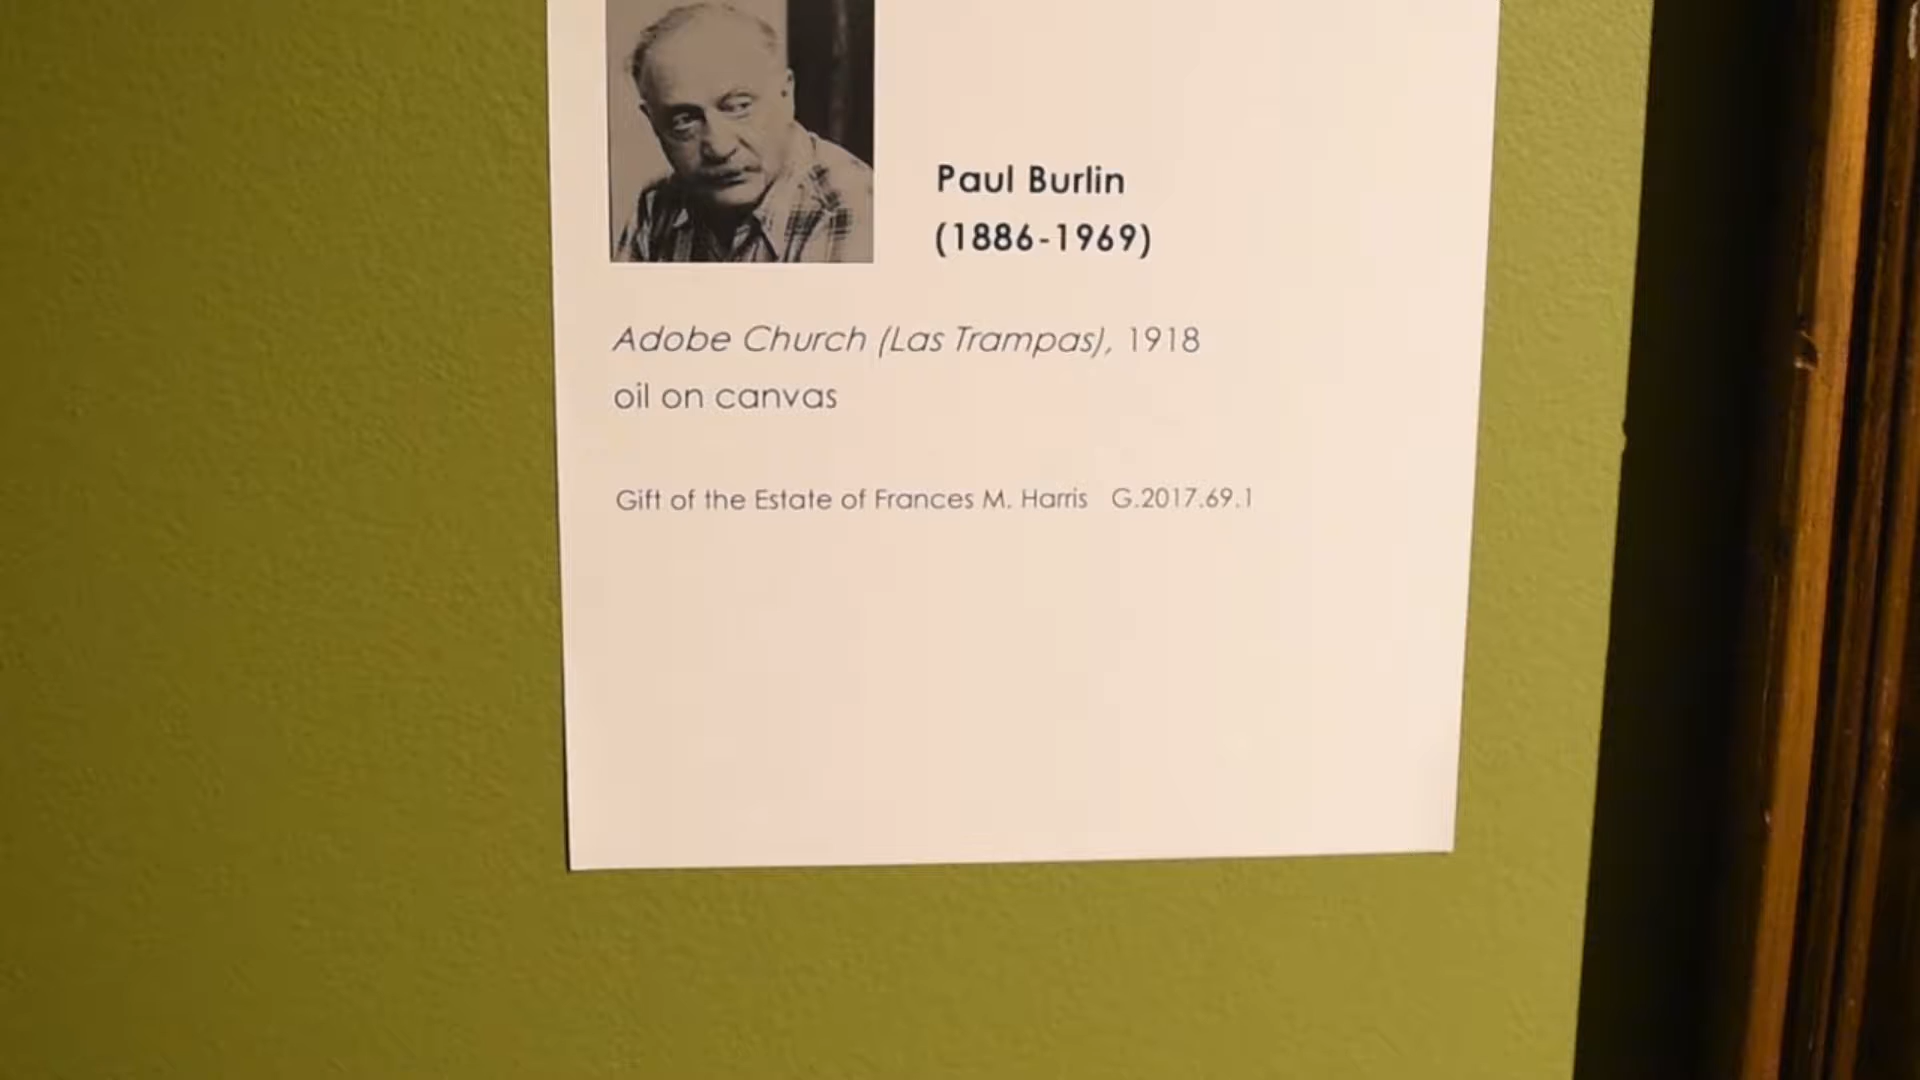 Paul Burlin
(1886-1969)
Adobe Church (Las Trampas), 1918
oil on canvas
Gift of the Estate of Frances M. Harris G.2017.69.1